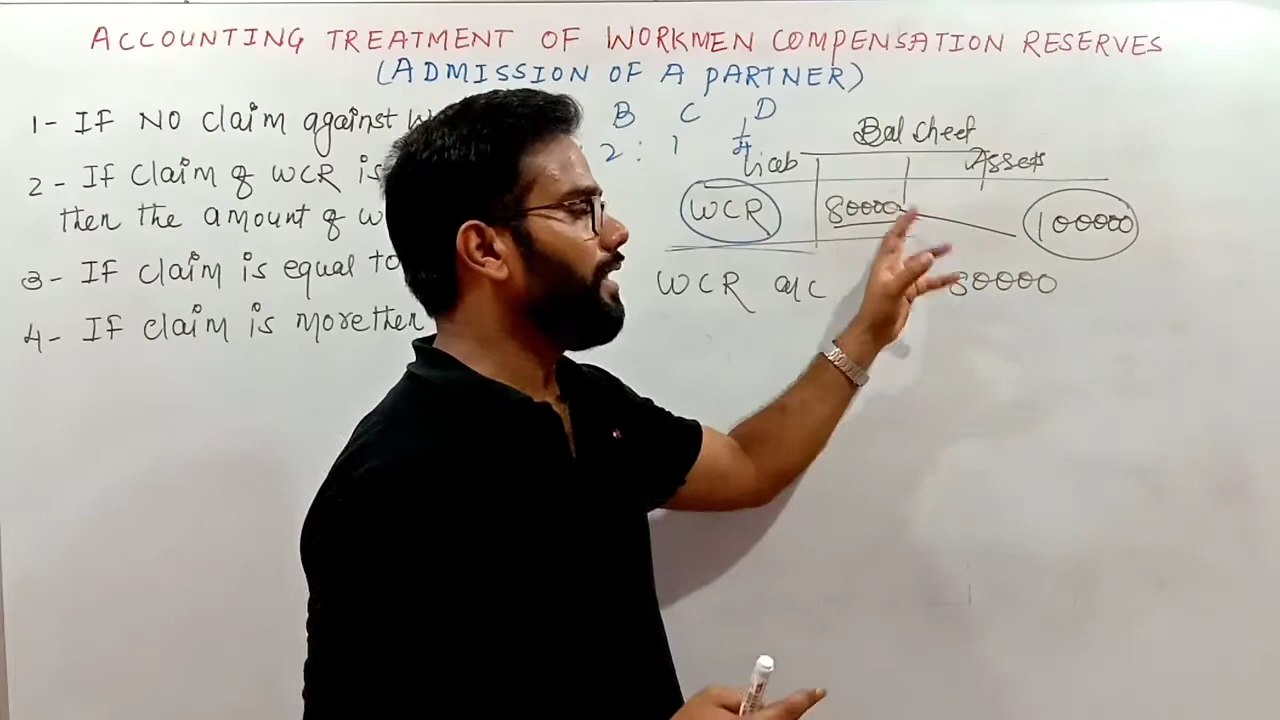 ACCOUNTING TREATMENT OF WORKMEN COMPENSATION RESERVES
(ADMISSION OF A PARTNER)
1- IF NO claim against
2- If Claim of WCR is
then the amount of
3- If claim is equal to
4- If claim is morethen
B C D
2: 1
Bal Sheet
Liab Assets
WCR 80000 100000
WCR a/c 80000